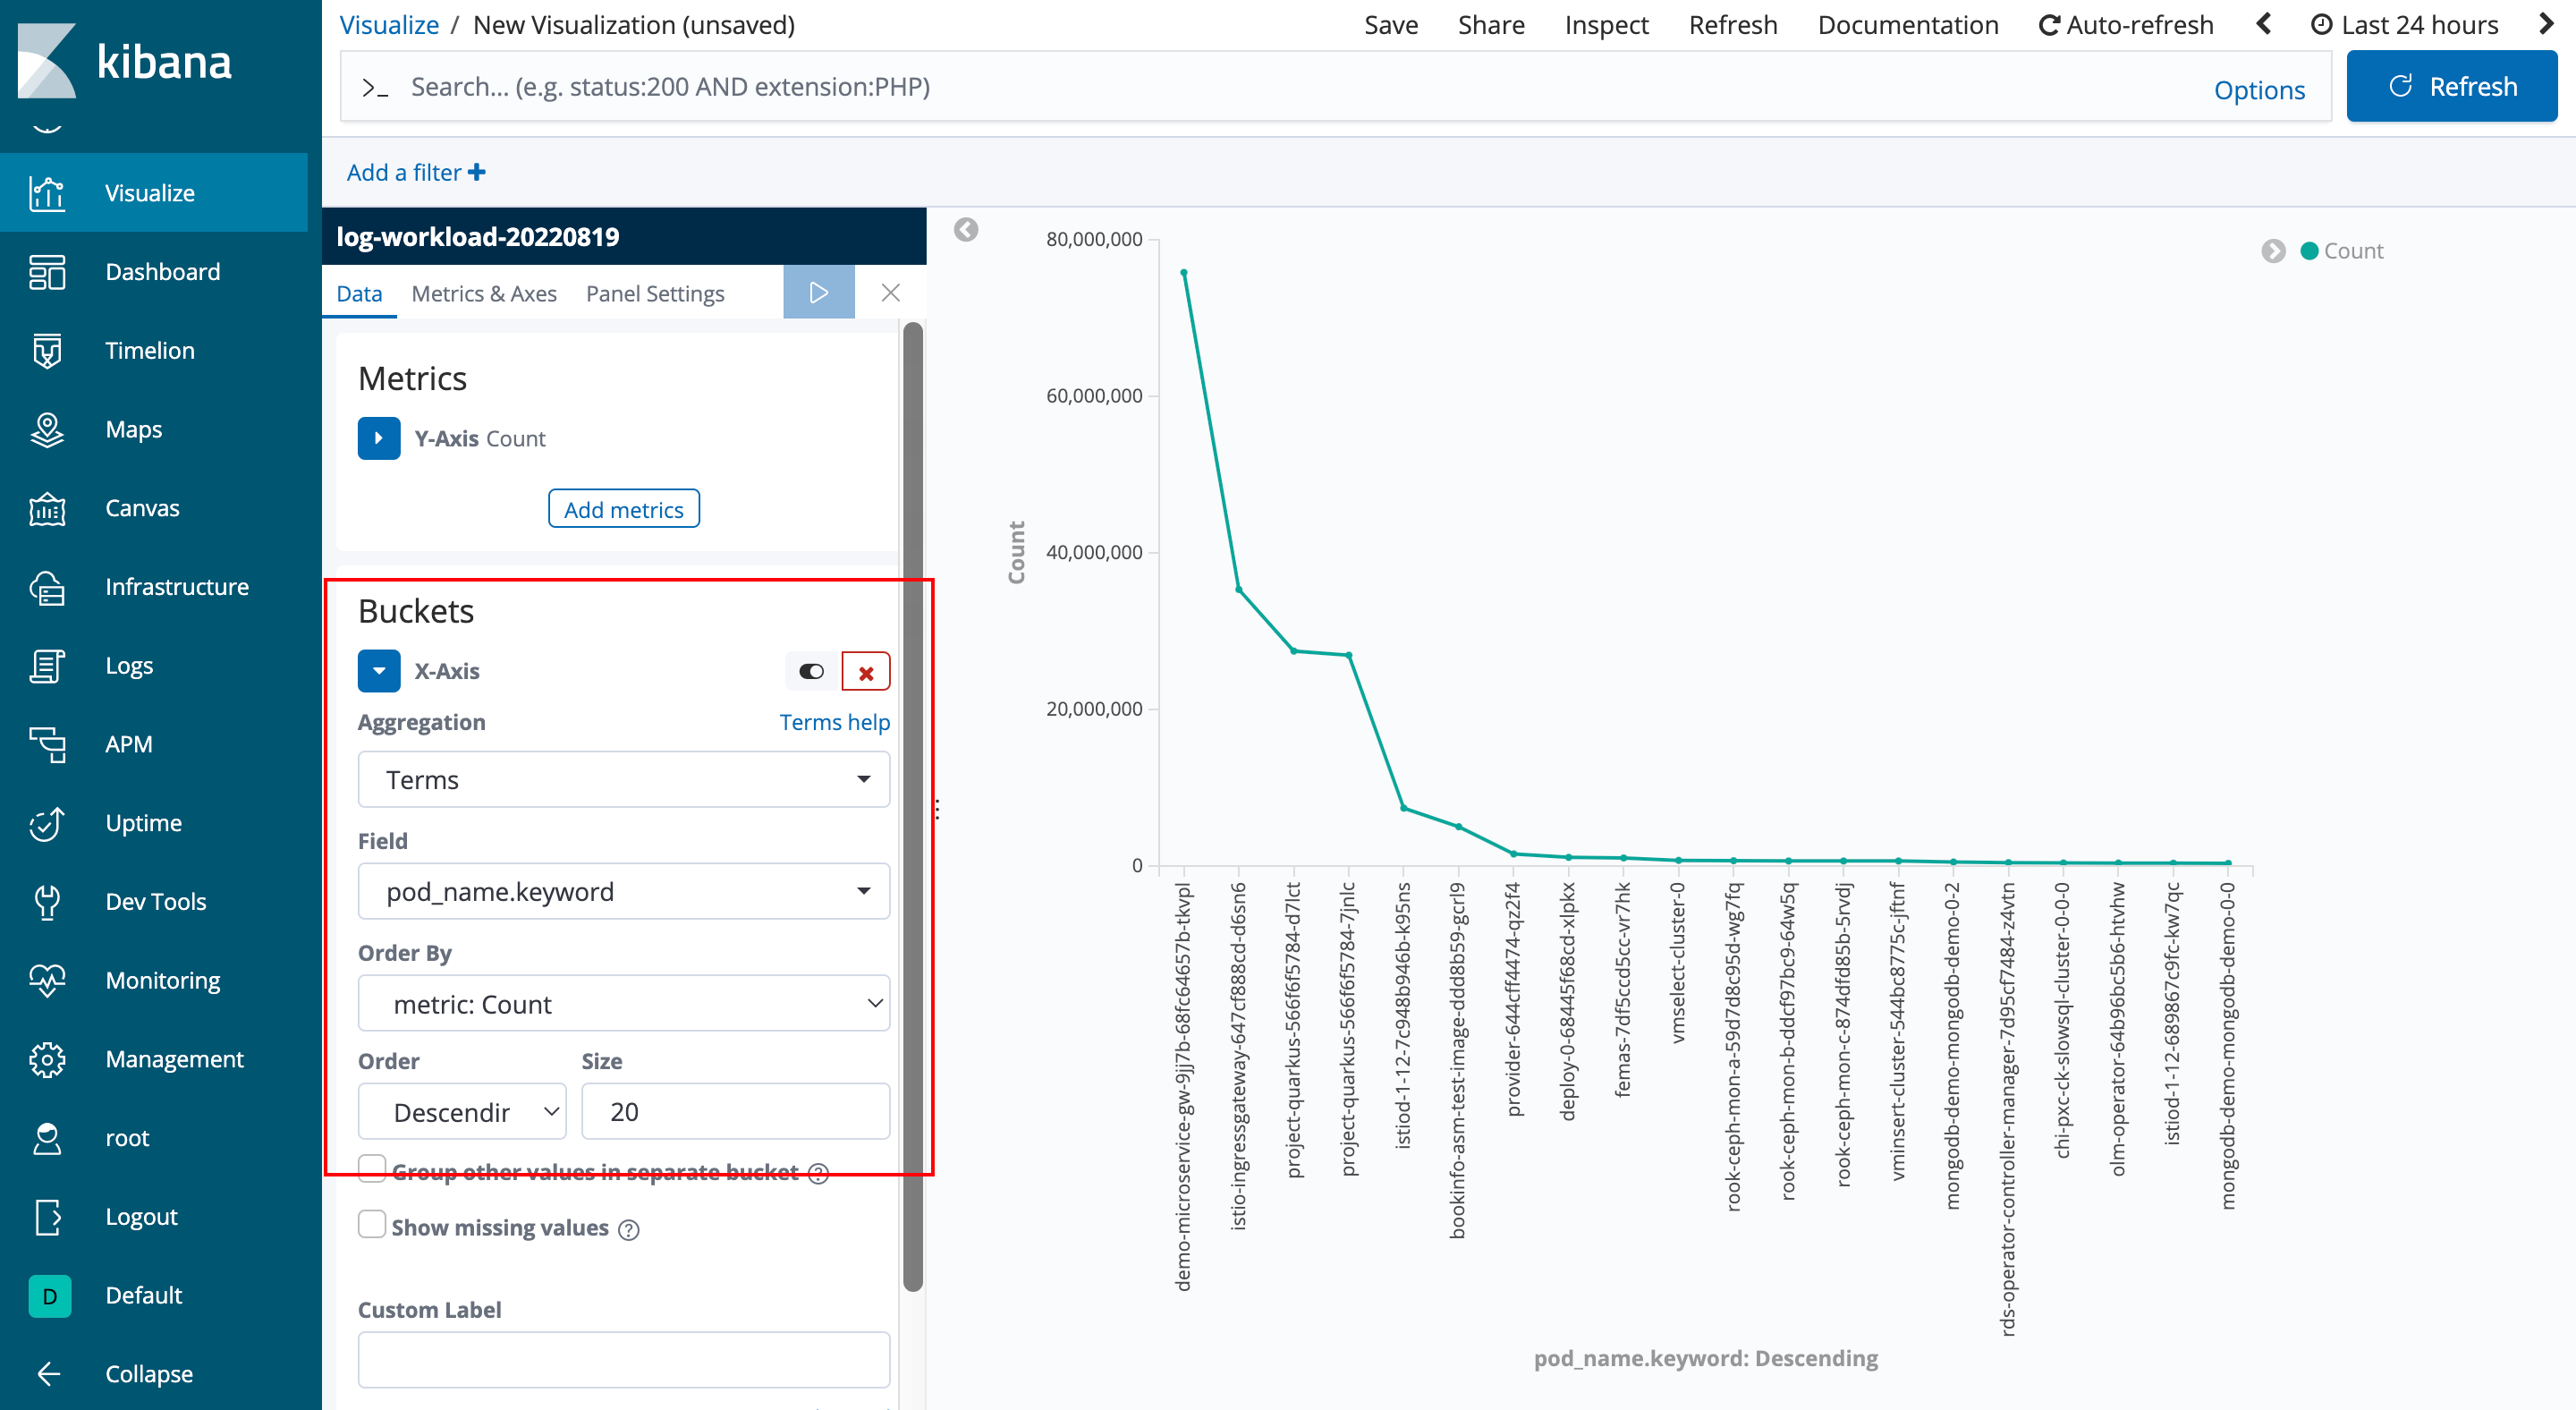 kibana
Visualize
Dashboard
Timelion
Maps
Canvas
Infrastructure
Logs
APM
Uptime
Dev Tools
Monitoring
Management
root
Logout
D Default
Collapse
Visualize / New Visualization (unsaved)
Save Share Inspect Refresh Documentation Auto-refresh Last 24 hours
>_ Search... (e.g. status:200 AND extension:PHP) Options Refresh
Add a filter +
log-workload-20220819
Data Metrics & Axes Panel Settings
Metrics
Y-Axis Count
Add metrics
Buckets
X-Axis
Aggregation Terms help
Terms
Field
pod_name.keyword
Order By
metric: Count
Order Size
Descendir 20
Group other values in separate bucket ?
Show missing values ?
Custom Label
Count
80,000,000
60,000,000
40,000,000
20,000,000
0
Count
demo-microservice-gw-9jj7b-68fc64657b-tkvpl
istio-ingressgateway-647cf888cd-d6sn6
project-quarkus-566f6f5784-d7lct
project-quarkus-566f6f5784-7jnlc
istiod-1-12-7c948b946b-k95ns
bookinfo-asm-test-image-ddd8b59-gcrl9
provider-644cff4474-qz2f4
deploy-0-68445f68cd-xlpkx
femas-7df5ccd5cc-vr7hk
vmselect-cluster-0
rook-ceph-mon-a-59d7d8c95d-wg7fq
rook-ceph-mon-b-ddcf97bc9-64w5q
rook-ceph-mon-c-874dfd85b-5rvdj
vminsert-cluster-544bc8775c-jftnf
mongodb-demo-mongodb-demo-0-2
rds-operator-controller-manager-7d95cf7484-z4vtn
chi-pxc-ck-slowsql-cluster-0-0-0
olm-operator-64b96bc5b6-htvhw
istiod-1-12-689867c9fc-kw7qc
mongodb-demo-mongodb-demo-0-0
pod_name.keyword: Descending